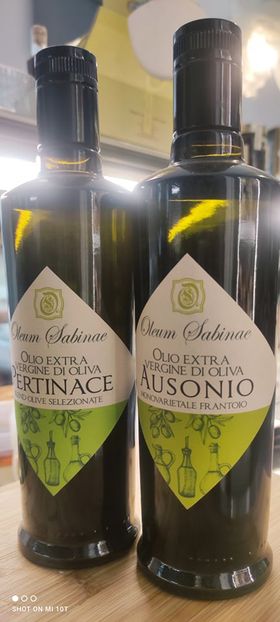 Oleum Sabinae
OLIO EXTRA
VERGINE DI OLIVA
PERTINACE
BLEND OLIVE SELEZIONATE
Oleum Sabinae
OLIO EXTRA
VERGINE DI OLIVA
AUSONIO
MONOVARIETALE FRANTOIO
SHOT ON MI 10T